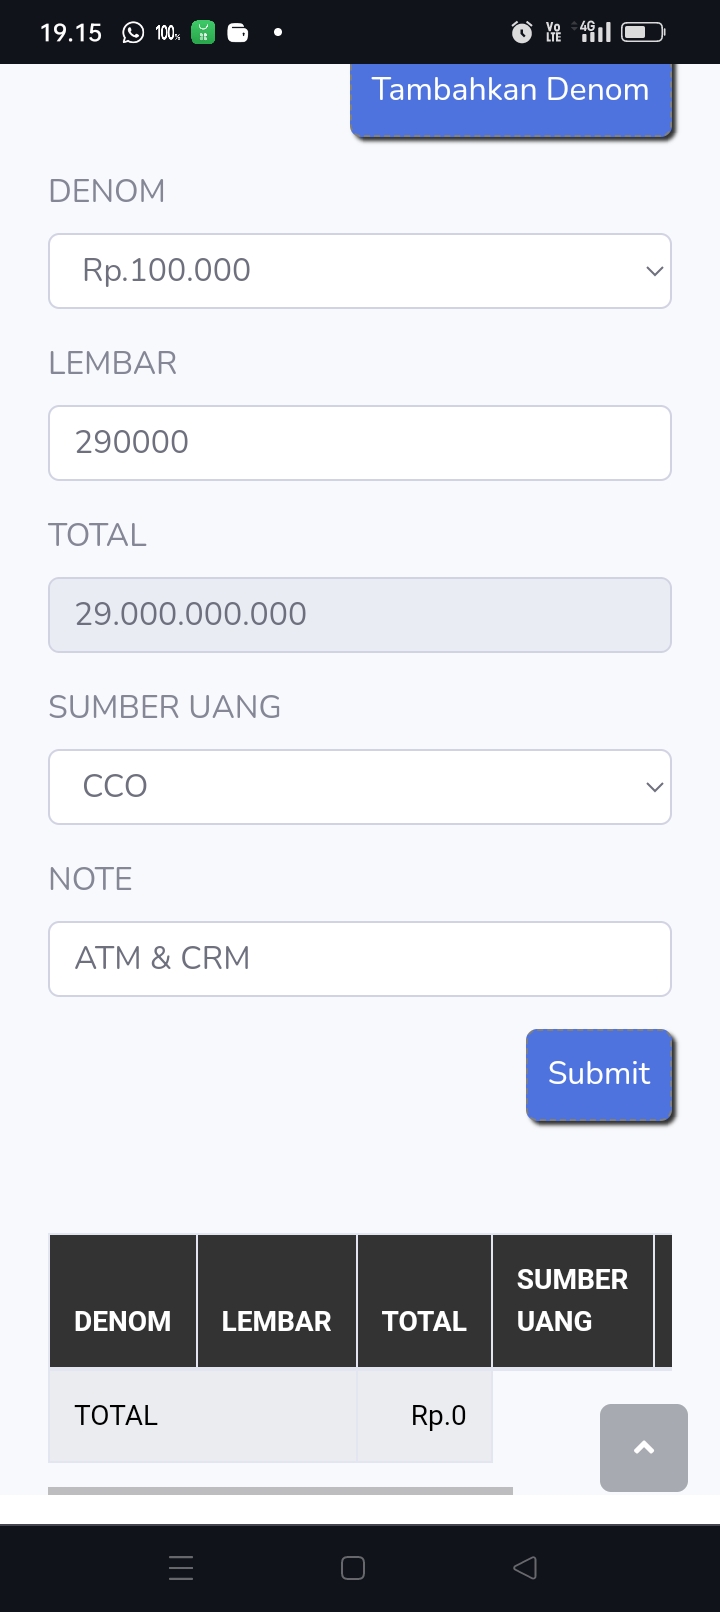 19.15
100%
Vo
LTE
4G
Tambahkan Denom
DENOM
Rp.100.000
LEMBAR
290000
TOTAL
29.000.000.000
SUMBER UANG
CCO
NOTE
ATM & CRM
Submit
DENOM LEMBAR TOTAL SUMBER UANG
TOTAL Rp.0